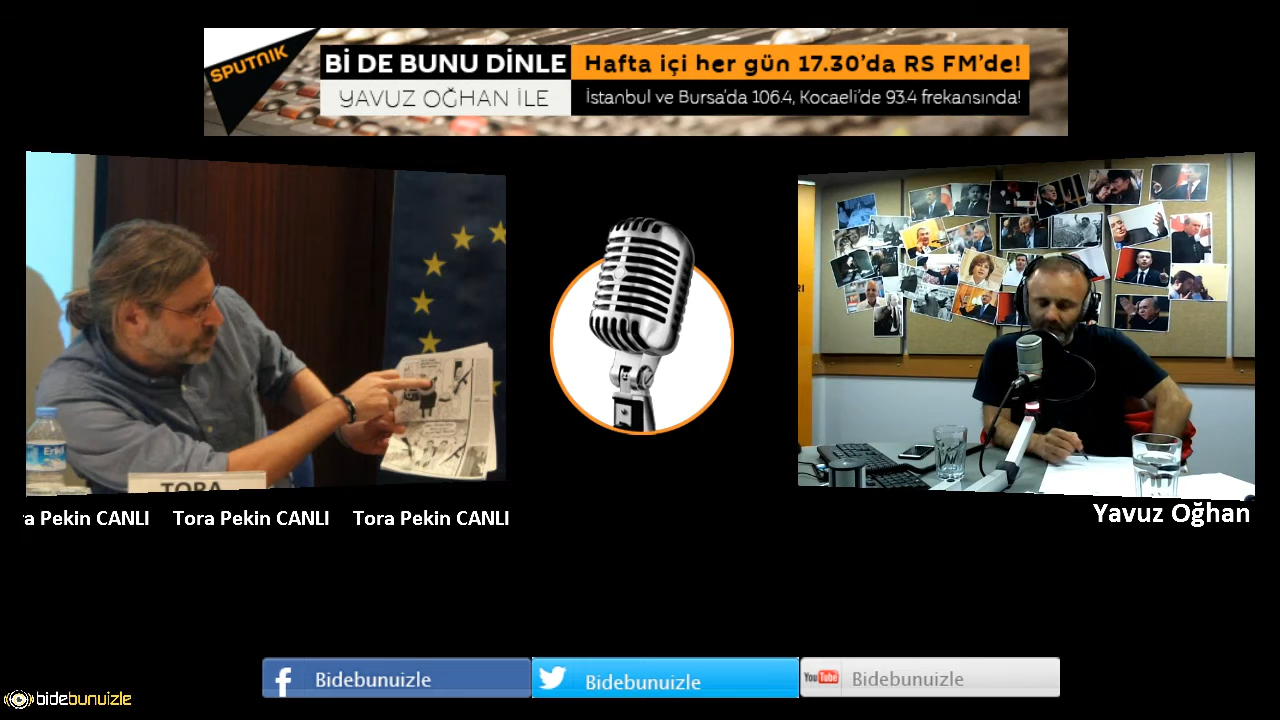 SPUTNIK
Bİ DE BUNU DİNLE
YAVUZ OĞHAN İLE
Hafta içi her gün 17.30'da RS FM'de!
İstanbul ve Bursa'da 106.4, Kocaeli'de 93.4 frekansında!
Erikli
TORA
ra Pekin CANLI Tora Pekin CANLI Tora Pekin CANLI
Yavuz Oğhan
f Bidebunuizle
Bidebunuizle
YouTube Bidebunuizle
bidebunuizle